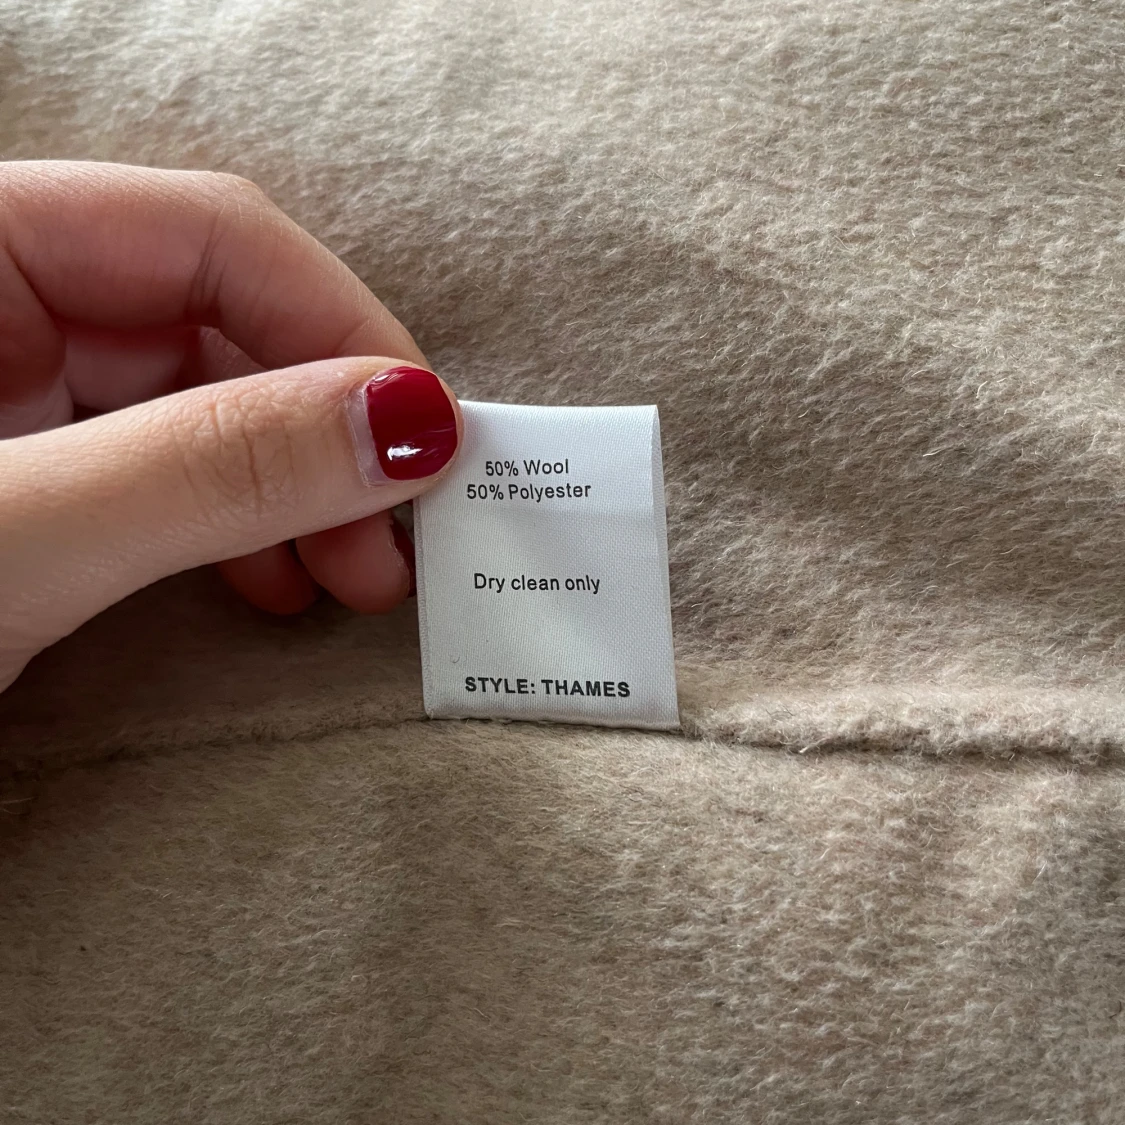 50% Wool
50% Polyester
Dry clean only
STYLE: THAMES